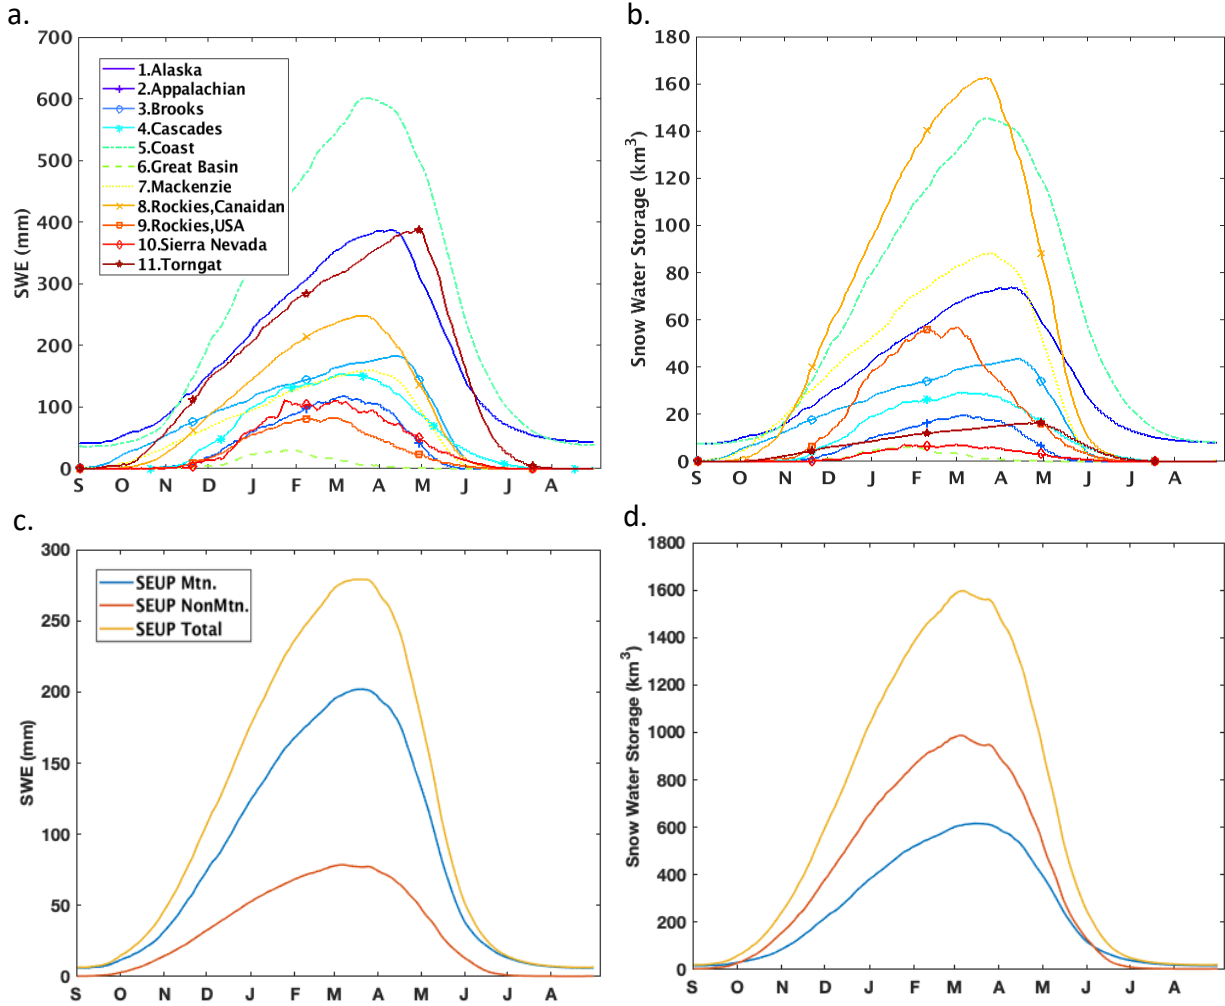 a.
700
600
500
400
300
200
100
0
SWE (mm)
1.Alaska
2.Appalachian
3.Brooks
4.Cascades
5.Coast
6.Great Basin
7.Mackenzie
8.Rockies,Canaidan
9.Rockies,USA
10.Sierra Nevada
11.Torngat
S O N D J F M A M J J A
b.
180
160
140
120
100
80
60
40
20
0
Snow Water Storage (km³)
S O N D J F M A M J J A
c.
300
250
200
150
100
50
0
SWE (mm)
SEUP Mtn.
SEUP NonMtn.
SEUP Total
S O N D J F M A M J J A
d.
1800
1600
1400
1200
1000
800
600
400
200
0
Snow Water Storage (km³)
S O N D J F M A M J J A